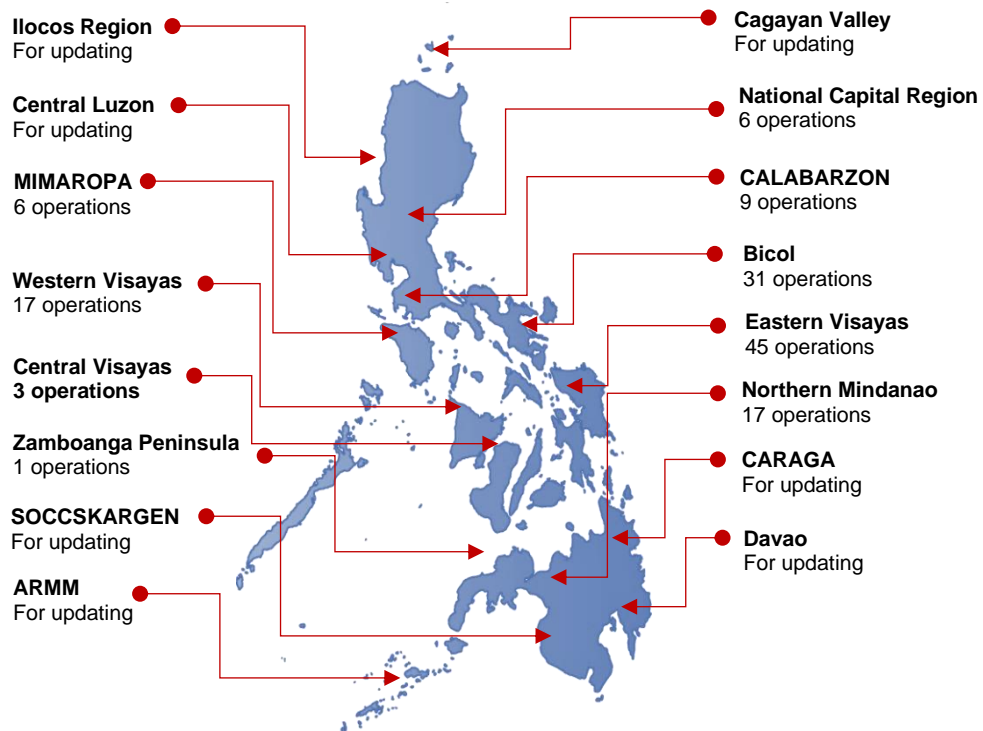 Ilocos Region
For updating
Central Luzon
For updating
MIMAROPA
6 operations
Western Visayas
17 operations
Central Visayas
3 operations
Zamboanga Peninsula
1 operations
SOCCSKARGEN
For updating
ARMM
For updating
Cagayan Valley
For updating
National Capital Region
6 operations
CALABARZON
9 operations
Bicol
31 operations
Eastern Visayas
45 operations
Northern Mindanao
17 operations
CARAGA
For updating
Davao
For updating